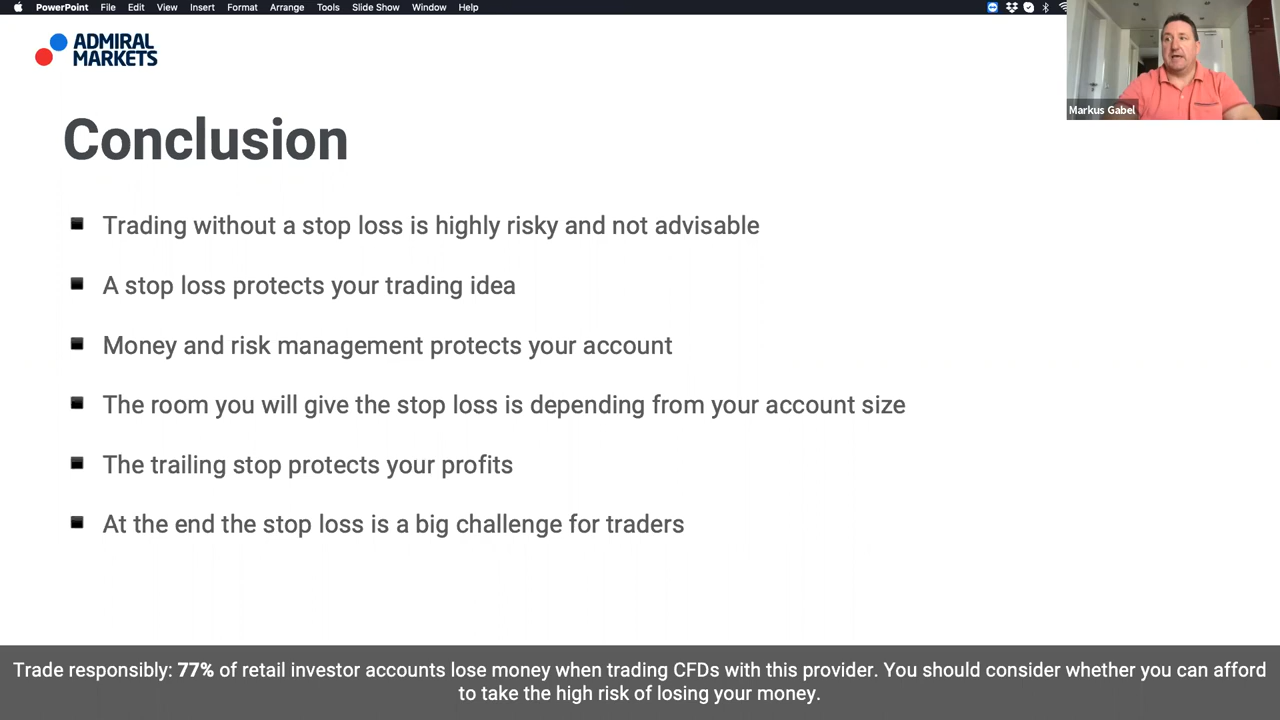 PowerPoint File Edit View Insert Format Arrange Tools Slide Show Window Help
ADMIRAL
MARKETS
Markus Gabel
Conclusion
Trading without a stop loss is highly risky and not advisable
A stop loss protects your trading idea
Money and risk management protects your account
The room you will give the stop loss is depending from your account size
The trailing stop protects your profits
At the end the stop loss is a big challenge for traders
Trade responsibly: 77% of retail investor accounts lose money when trading CFDs with this provider. You should consider whether you can afford
to take the high risk of losing your money.